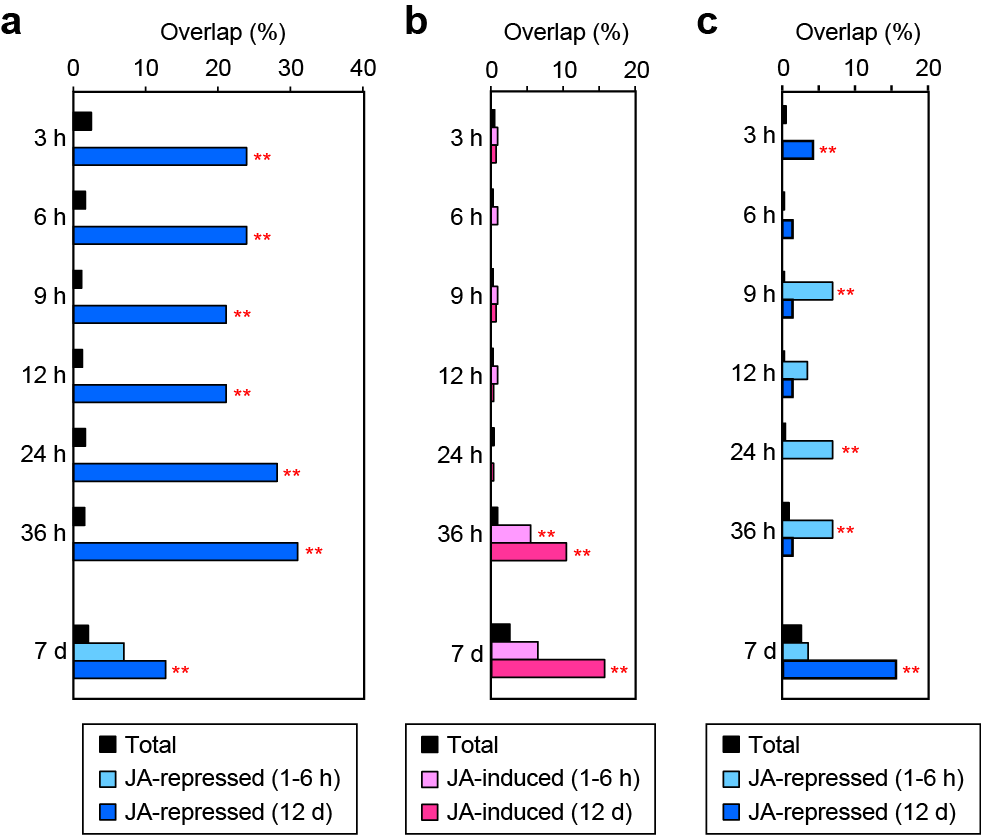 a
Overlap (%)
0 10 20 30 40
3 h
**
6 h
**
9 h
**
12 h
**
24 h
**
36 h
**
7 d
**
Total
JA-repressed (1-6 h)
JA-repressed (12 d)
b
Overlap (%)
0 10 20
3 h
6 h
9 h
12 h
24 h
36 h
**
**
7 d
**
Total
JA-induced (1-6 h)
JA-induced (12 d)
c
Overlap (%)
0 10 20
3 h
**
6 h
9 h
**
12 h
24 h
**
36 h
**
7 d
**
Total
JA-repressed (1-6 h)
JA-repressed (12 d)